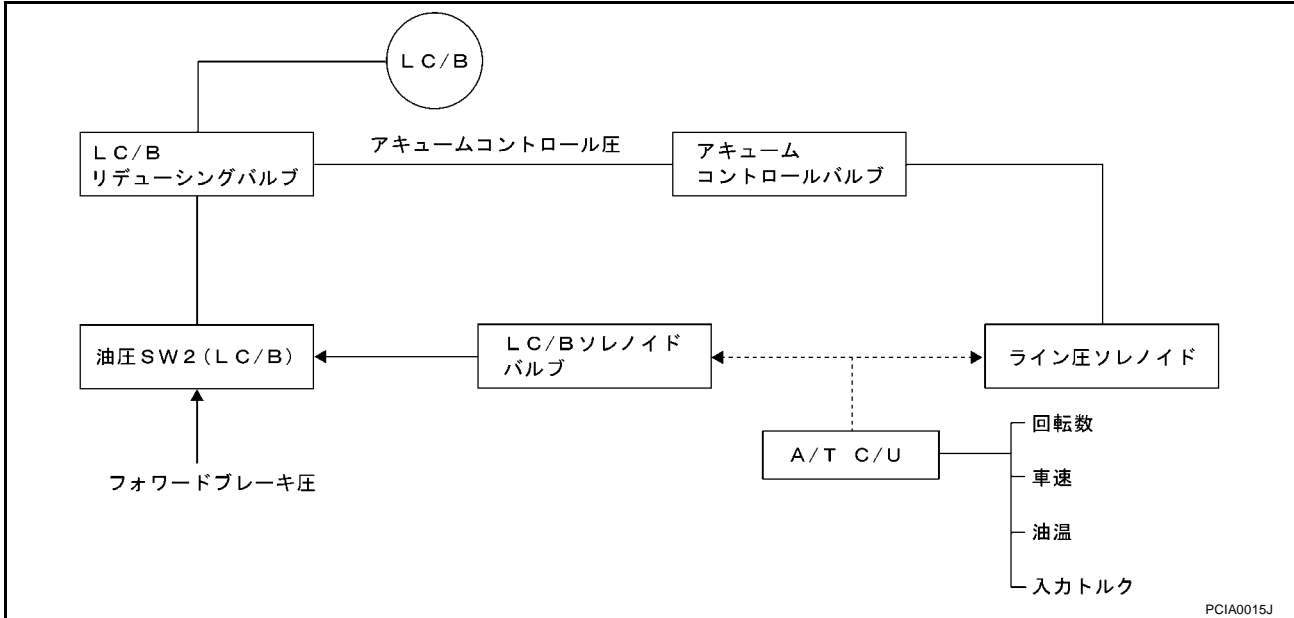 LC/B
LC/B
リデューシングバルブ
アキュームコントロール圧
アキューム
コントロールバルブ
油圧SW2(LC/B)
LC/Bソレノイド
バルブ
ライン圧ソレノイド
フォワードブレーキ圧
A/T C/U
回転数
車速
油温
入力トルク
PCIA0015J